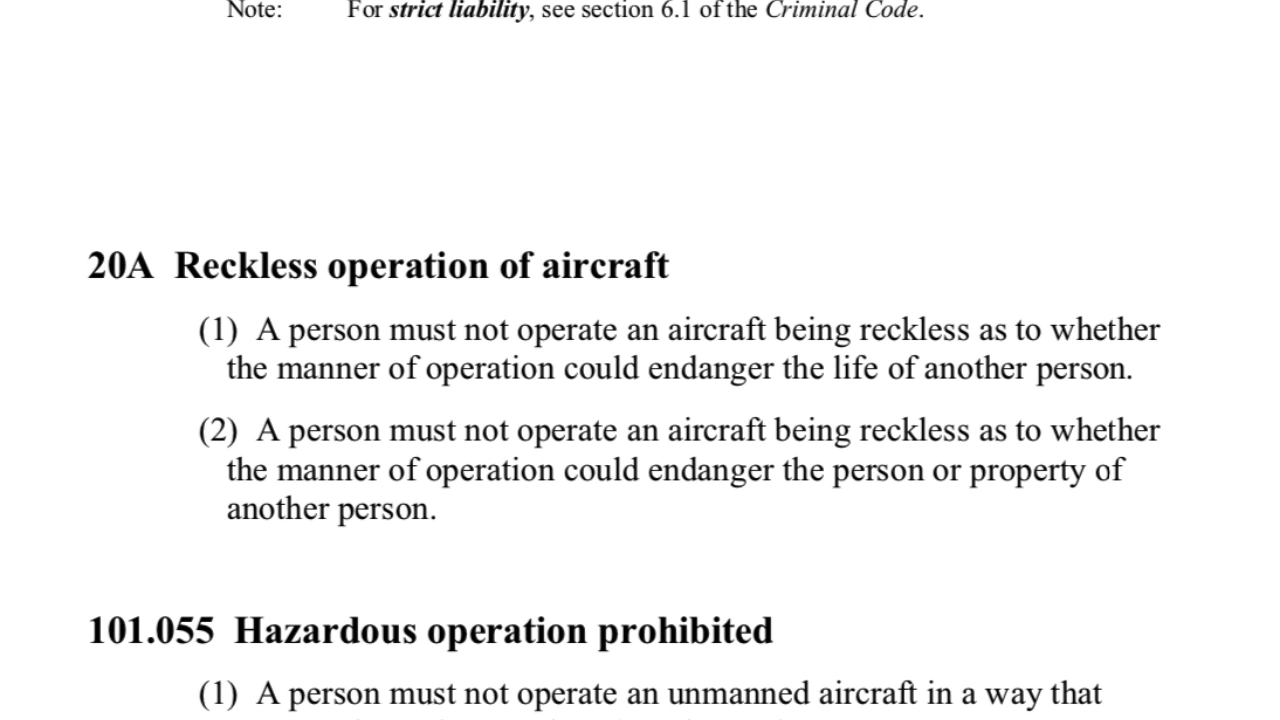 Note: For strict liability, see section 6.1 of the Criminal Code.
20A Reckless operation of aircraft
(1) A person must not operate an aircraft being reckless as to whether
the manner of operation could endanger the life of another person.
(2) A person must not operate an aircraft being reckless as to whether
the manner of operation could endanger the person or property of
another person.
101.055 Hazardous operation prohibited
(1) A person must not operate an unmanned aircraft in a way that